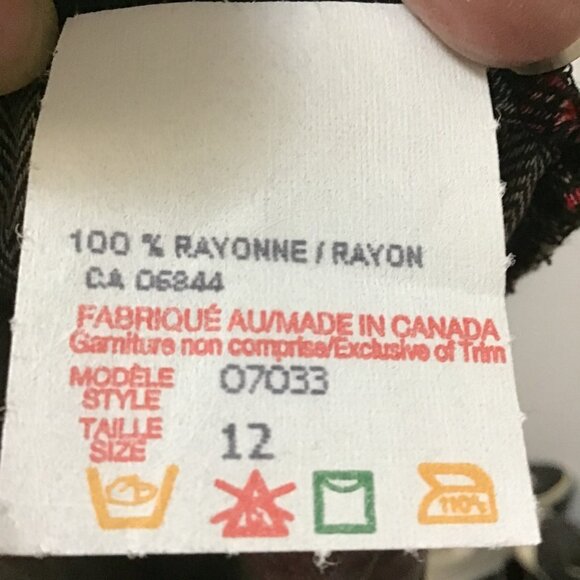 100 % RAYONNE / RAYON
CA 06844
FABRIQUÉ AU/MADE IN CANADA
Garniture non comprise/Exclusive of Trim
MODÈLE
STYLE
07033
TAILLE
SIZE
12
110°